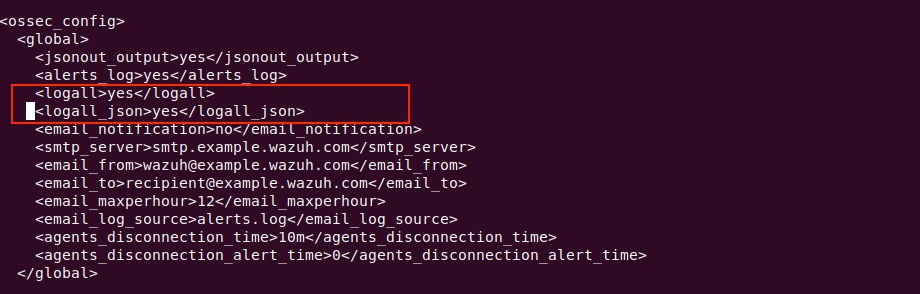 <ossec_config>
<global>
<jsonout_output>yes</jsonout_output>
<alerts_log>yes</alerts_log>
<logall>yes</logall>
<logall_json>yes</logall_json>
<email_notification>no</email_notification>
<smtp_server>smtp.example.wazuh.com</smtp_server>
<email_from>wazuh@example.wazuh.com</email_from>
<email_to>recipient@example.wazuh.com</email_to>
<email_maxperhour>12</email_maxperhour>
<email_log_source>alerts.log</email_log_source>
<agents_disconnection_time>10m</agents_disconnection_time>
<agents_disconnection_alert_time>0</agents_disconnection_alert_time>
</global>